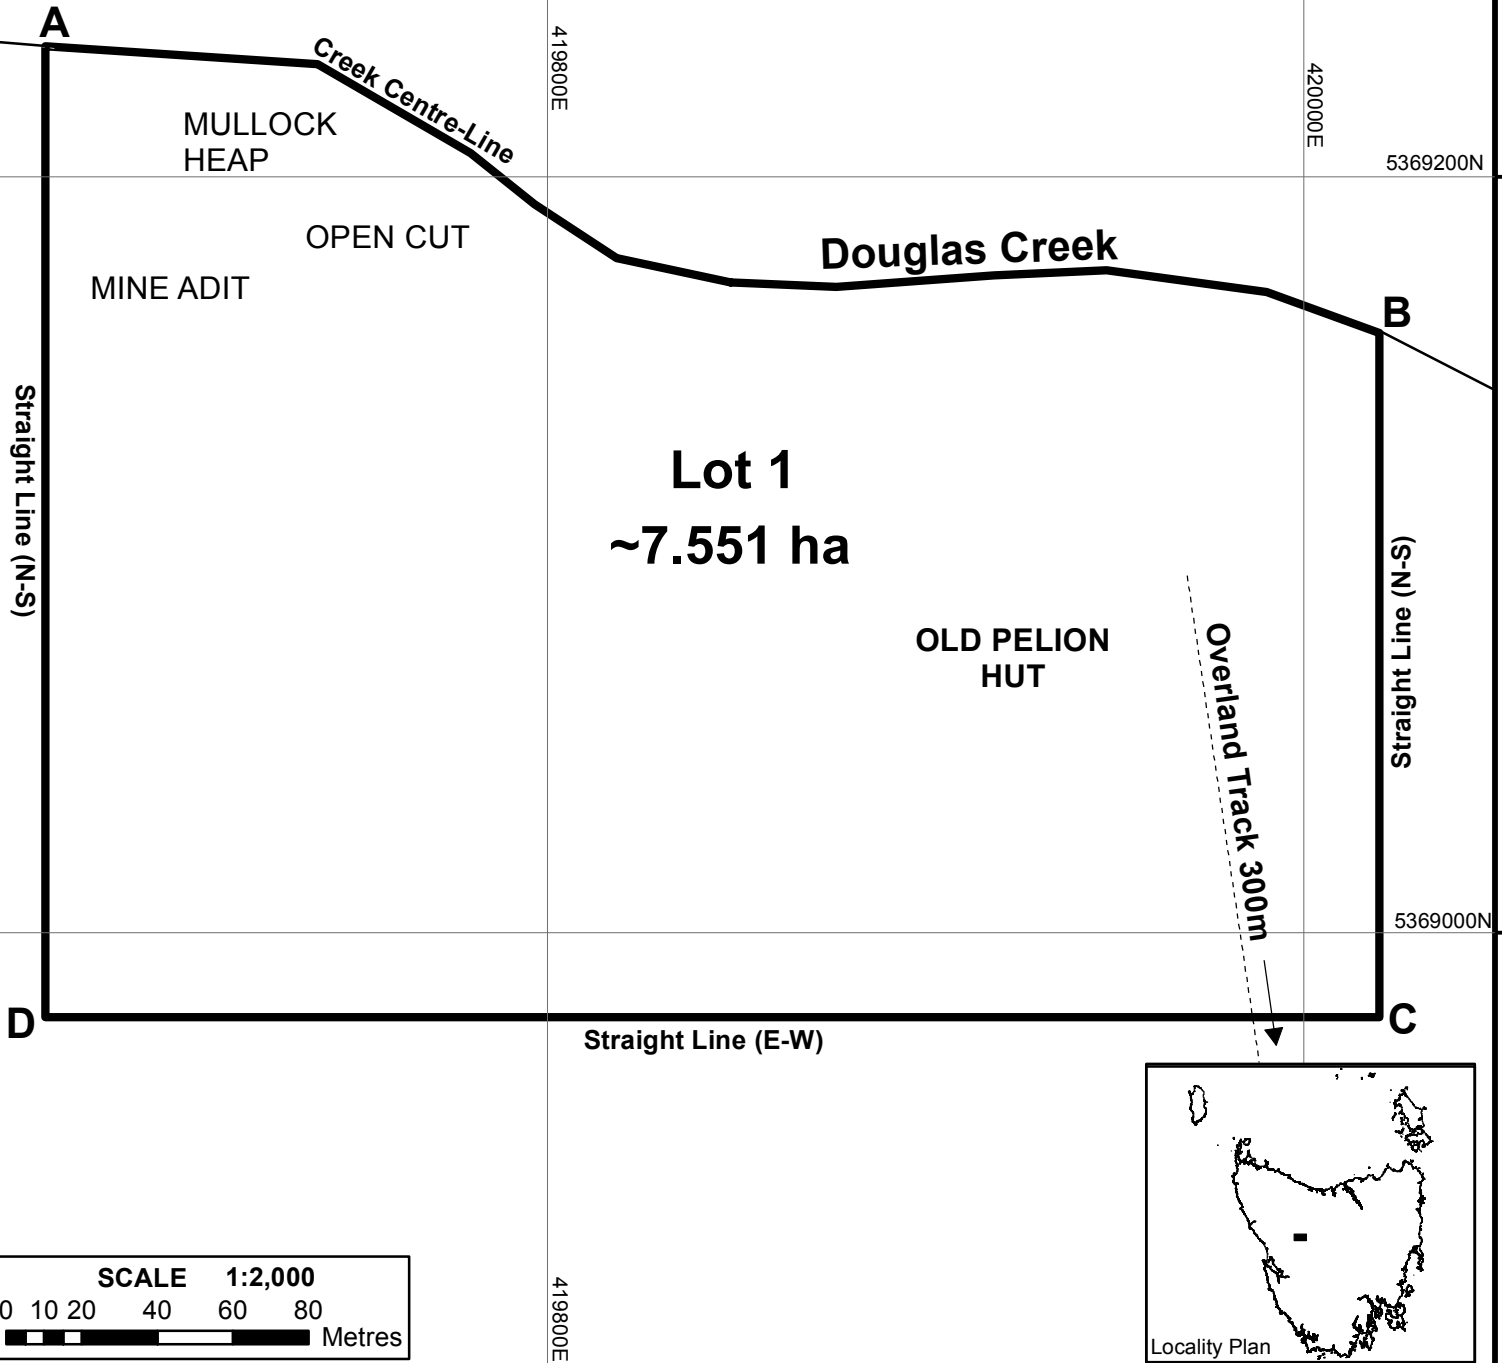 A
Creek Centre-Line
419800E
420000E
MULLOCK
HEAP
5369200N
OPEN CUT
Douglas Creek
MINE ADIT
B
Straight Line (N-S)
Lot 1
~7.551 ha
Straight Line (N-S)
OLD PELION
HUT
Overland Track 300m
5369000N
D
C
Straight Line (E-W)
SCALE 1:2,000
0 10 20 40 60 80
Metres
419800E
Locality Plan